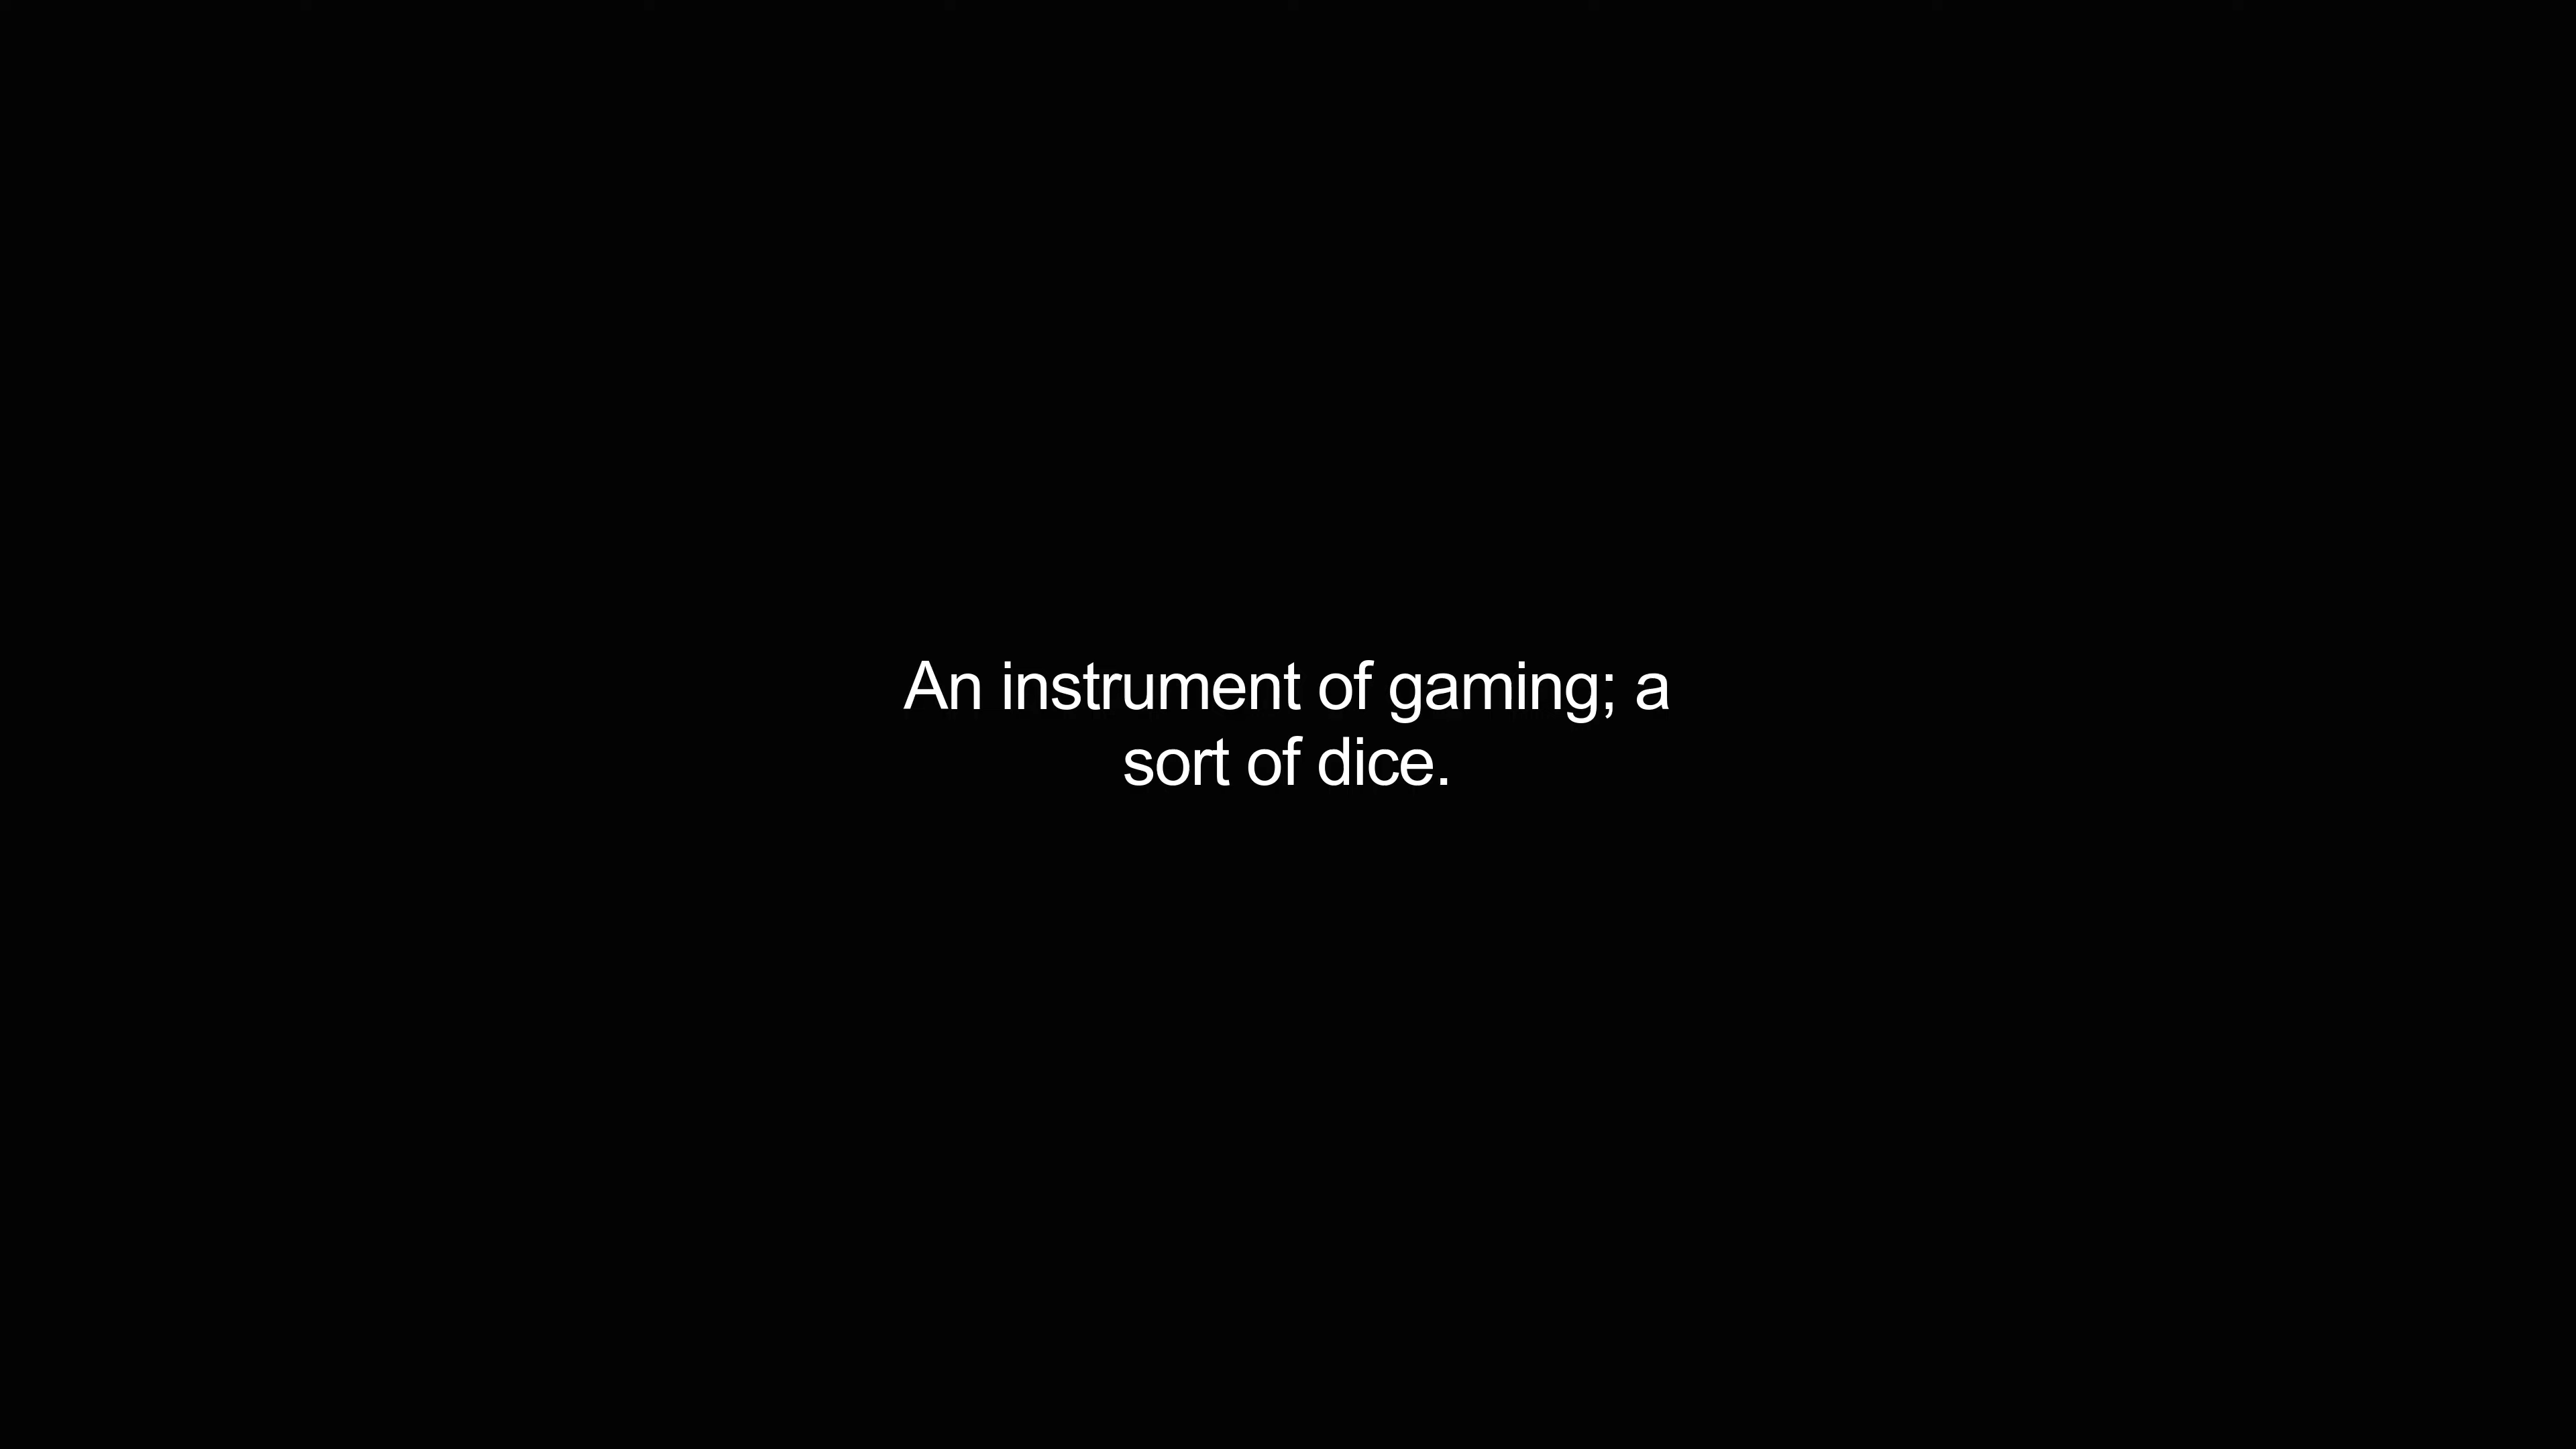 An instrument of gaming; a
sort of dice.